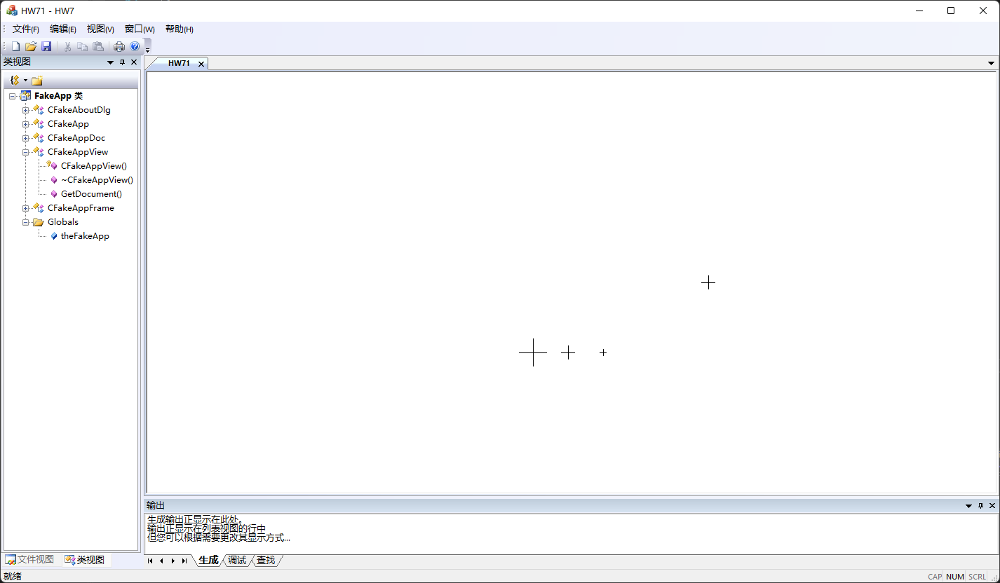 HW71 - HW7
文件(F) 编辑(E) 视图(V) 窗口(W) 帮助(H)
类视图
HW71
FakeApp 类
CFakeAboutDlg
CFakeApp
CFakeAppDoc
CFakeAppView
CFakeAppView()
~CFakeAppView()
GetDocument()
CFakeAppFrame
Globals
theFakeApp
输出
生成输出正显示在此处。
输出正显示在列表视图的行中
但您可以根据需要更改其显示方式...
文件视图 类视图
生成 调试 查找
就绪
CAP NUM SCRL